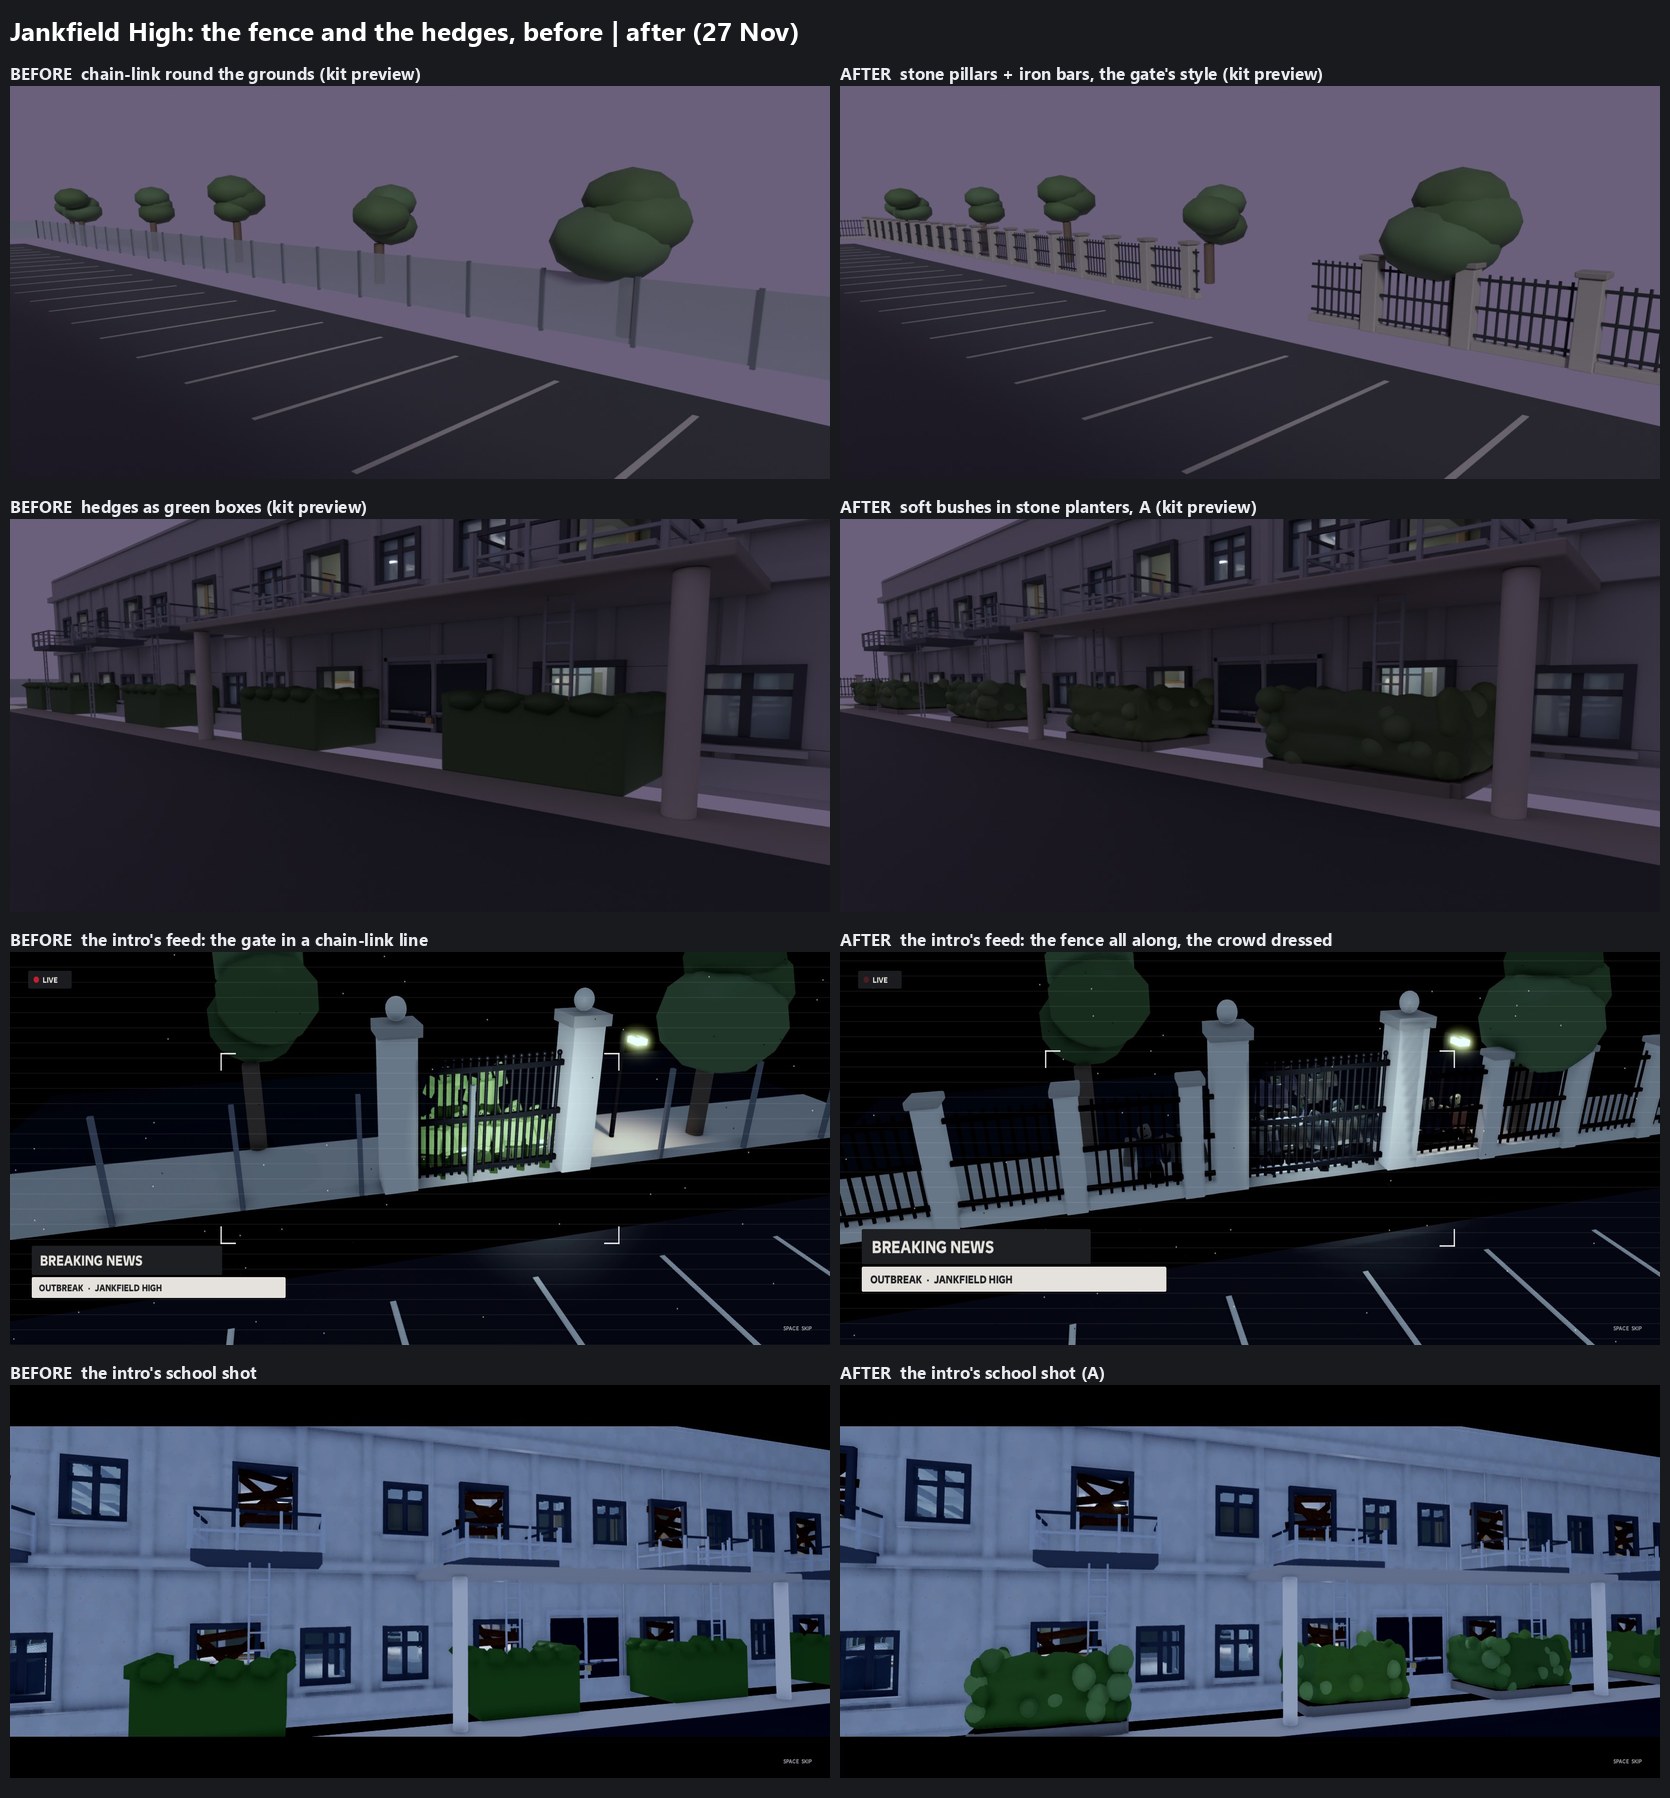 Jankfield High: the fence and the hedges, before | after (27 Nov)
BEFORE  chain-link round the grounds (kit preview)
AFTER  stone pillars + iron bars, the gate's style (kit preview)
BEFORE  hedges as green boxes (kit preview)
AFTER  soft bushes in stone planters, A (kit preview)
BEFORE  the intro's feed: the gate in a chain-link line
AFTER  the intro's feed: the fence all along, the crowd dressed
LIVE
BREAKING NEWS
OUTBREAK · JANKFIELD HIGH
SPACE SKIP
LIVE
BREAKING NEWS
OUTBREAK · JANKFIELD HIGH
SPACE SKIP
BEFORE  the intro's school shot
AFTER  the intro's school shot (A)
SPACE SKIP
SPACE SKIP